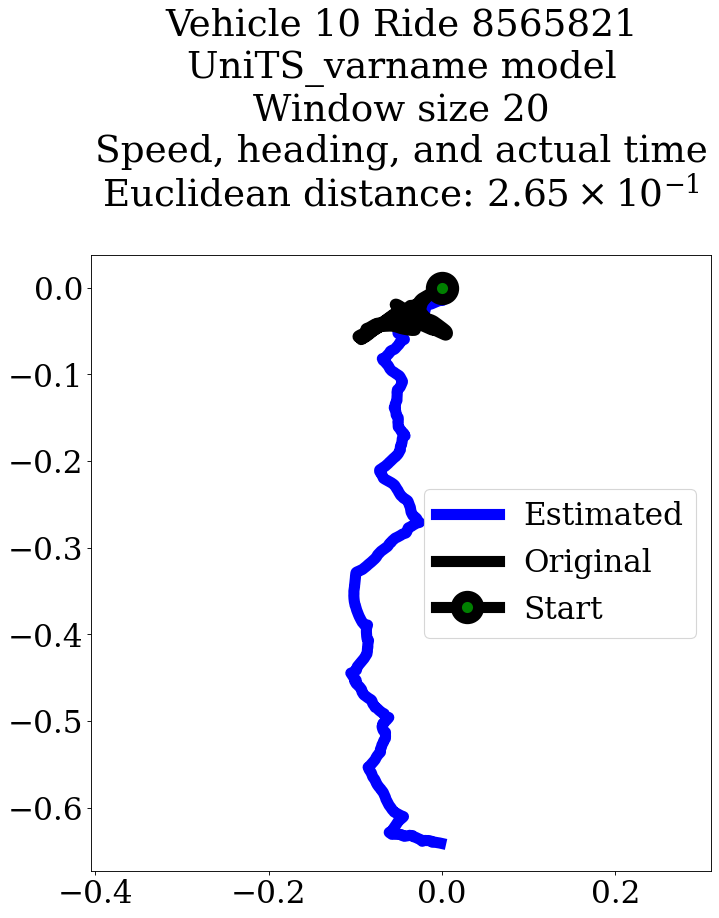 Vehicle 10 Ride 8565821
UniTS_varname model
Window size 20
Speed, heading, and actual time
Euclidean distance: 2.65 × 10⁻¹
0.0
−0.1
−0.2
−0.3
−0.4
−0.5
−0.6
Estimated
Original
Start
−0.4 −0.2 0.0 0.2